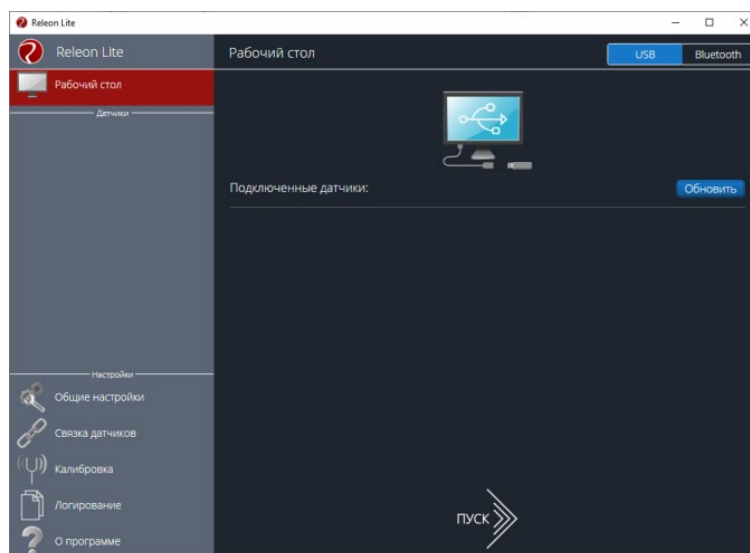 Releon Lite
Releon Lite
Рабочий стол
USB
Bluetooth
Рабочий стол
Датчики
Подключенные датчики:
Обновить
Настройки
Общие настройки
Связка датчиков
Калибровка
Логирование
О программе
ПУСК